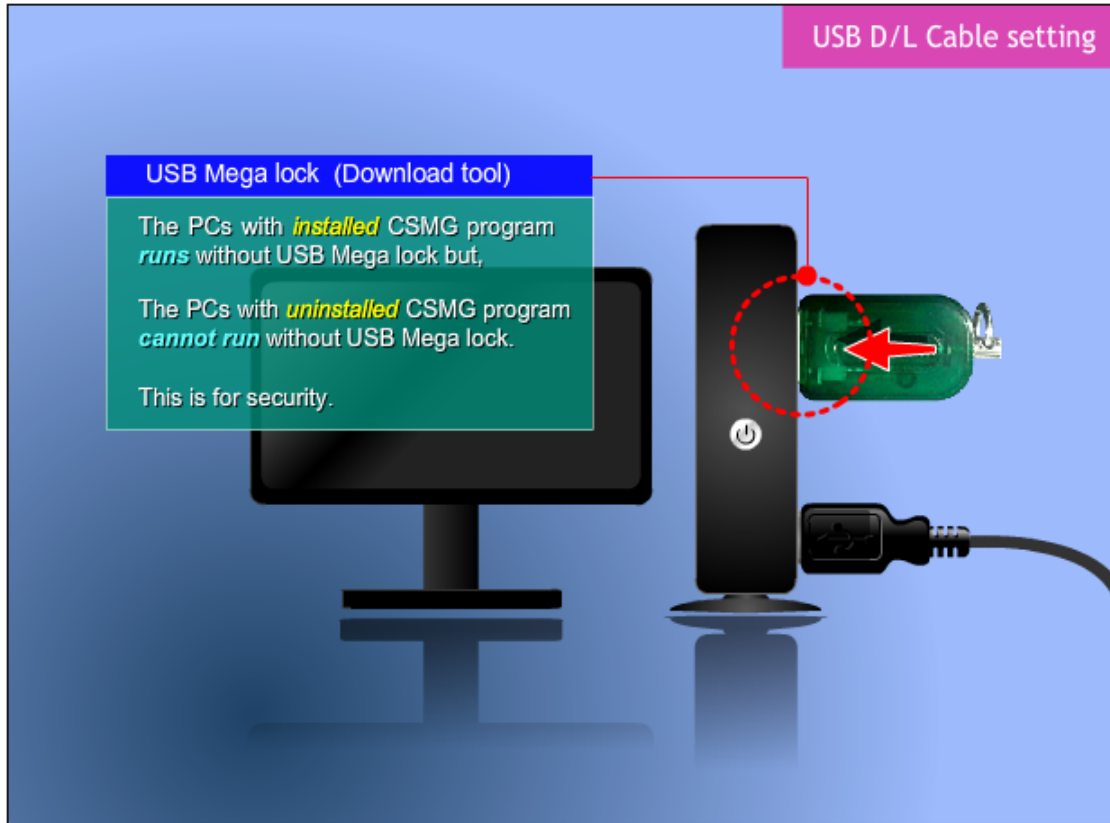 USB D/L Cable setting
USB Mega lock (Download tool)
The PCs with installed CSMG program
runs without USB Mega lock but,
The PCs with uninstalled CSMG program
cannot run without USB Mega lock.
This is for security.